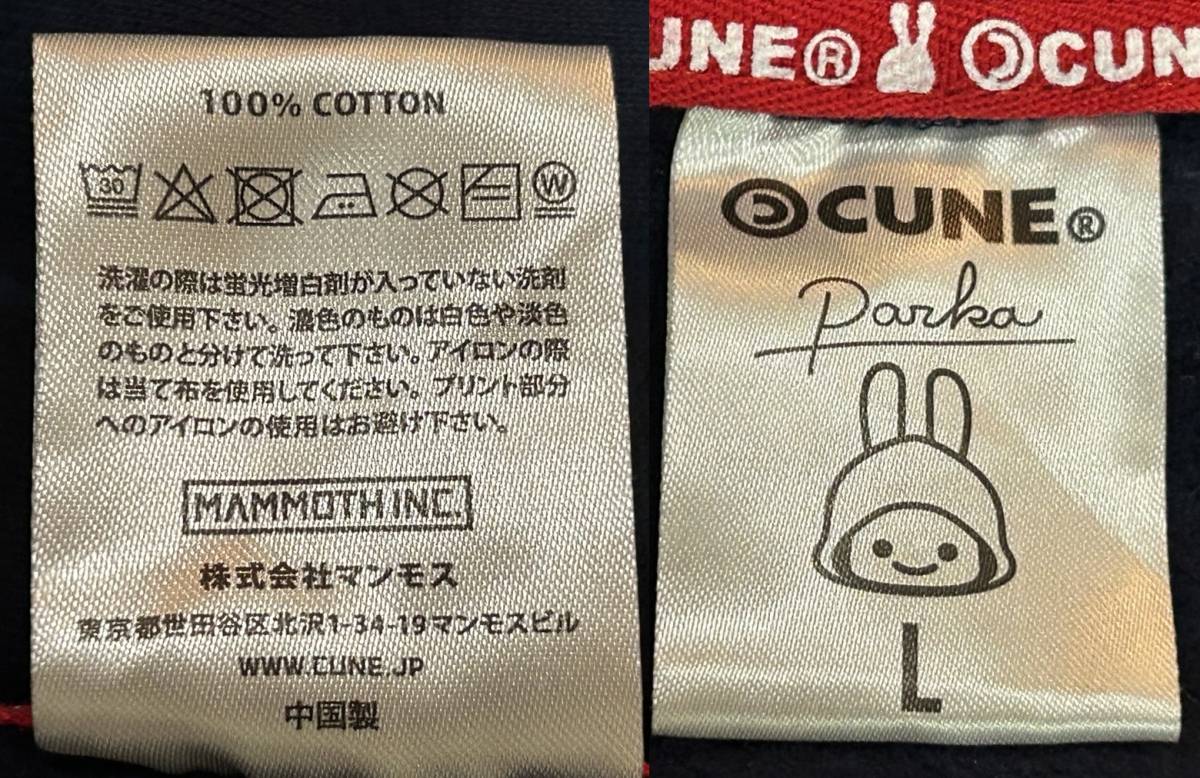 100% COTTON
30
W
洗濯の際は蛍光増白剤が入っていない洗剤
をご使用下さい。濃色のものは白色や淡色
のものと分けて洗って下さい。アイロンの際
は当て布を使用してください。プリント部分
へのアイロンの使用はお避け下さい。
MAMMOTH INC.
株式会社マンモス
東京都世田谷区北沢1-34-19マンモスビル
WWW.CUNE.JP
中国製
UNE® CUN
CUNE®
Parka
L